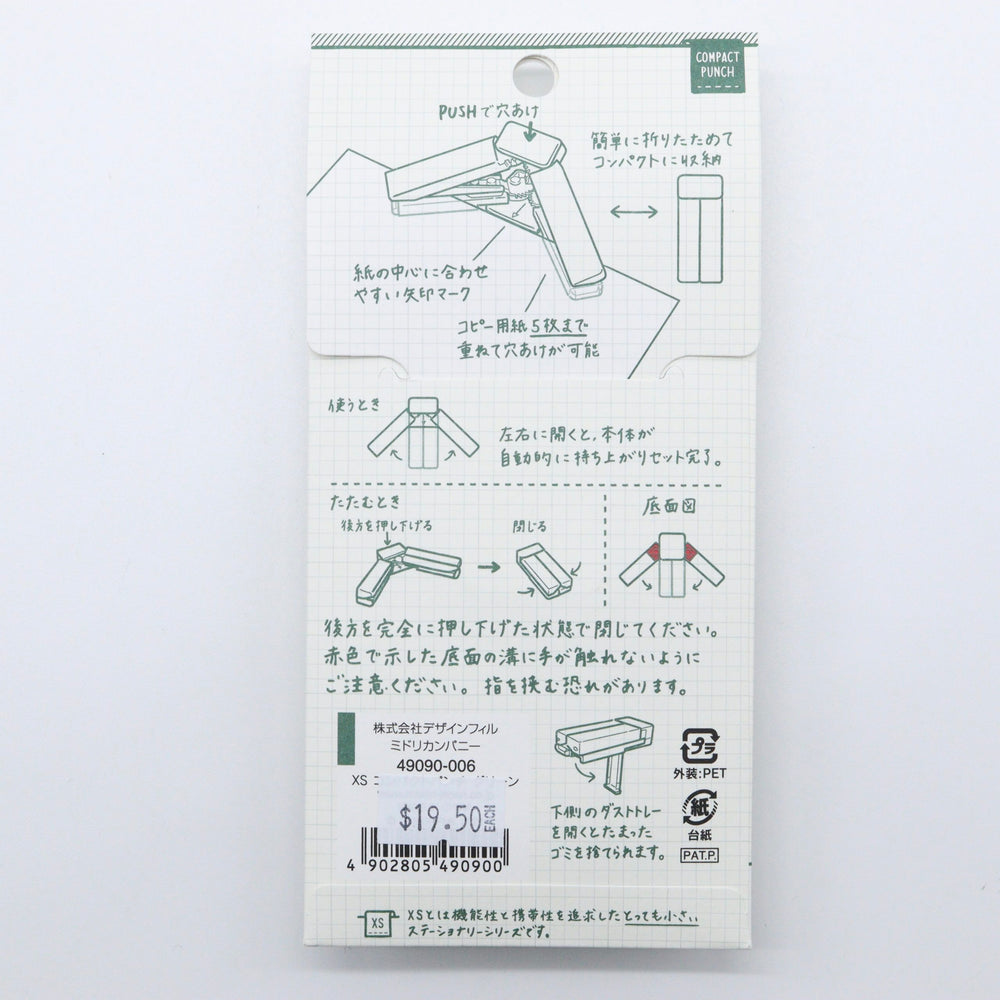 COMPACT
PUNCH
PUSHで穴あけ
簡単に折りたためて
コンパクトに収納
紙の中心に合わせ
やすい矢印マーク
コピー用紙5枚まで
重ねて穴あけが可能
使うとき
左右に開くと、本体が
自動的に持ち上がりセット完了。
たたむとき
後方を押し下げる
閉じる
底面図
後方を完全に押し下げた状態で閉じてください。
赤色で示した底面の溝に手が触れないように
ご注意ください。 指を挟む恐れがあります。
株式会社デザインフィル
ミドリカンパニー
49090-006
XS
$19.50 EACH
4 902805 490900
下側のダストトレー
を開くとたまった
ゴミを捨てられます。
プラ
外装:PET
紙
台紙
PAT.P.
XS
XSとは機能性と携帯性を追求したとっても小さい
ステーショナリーシリーズです。